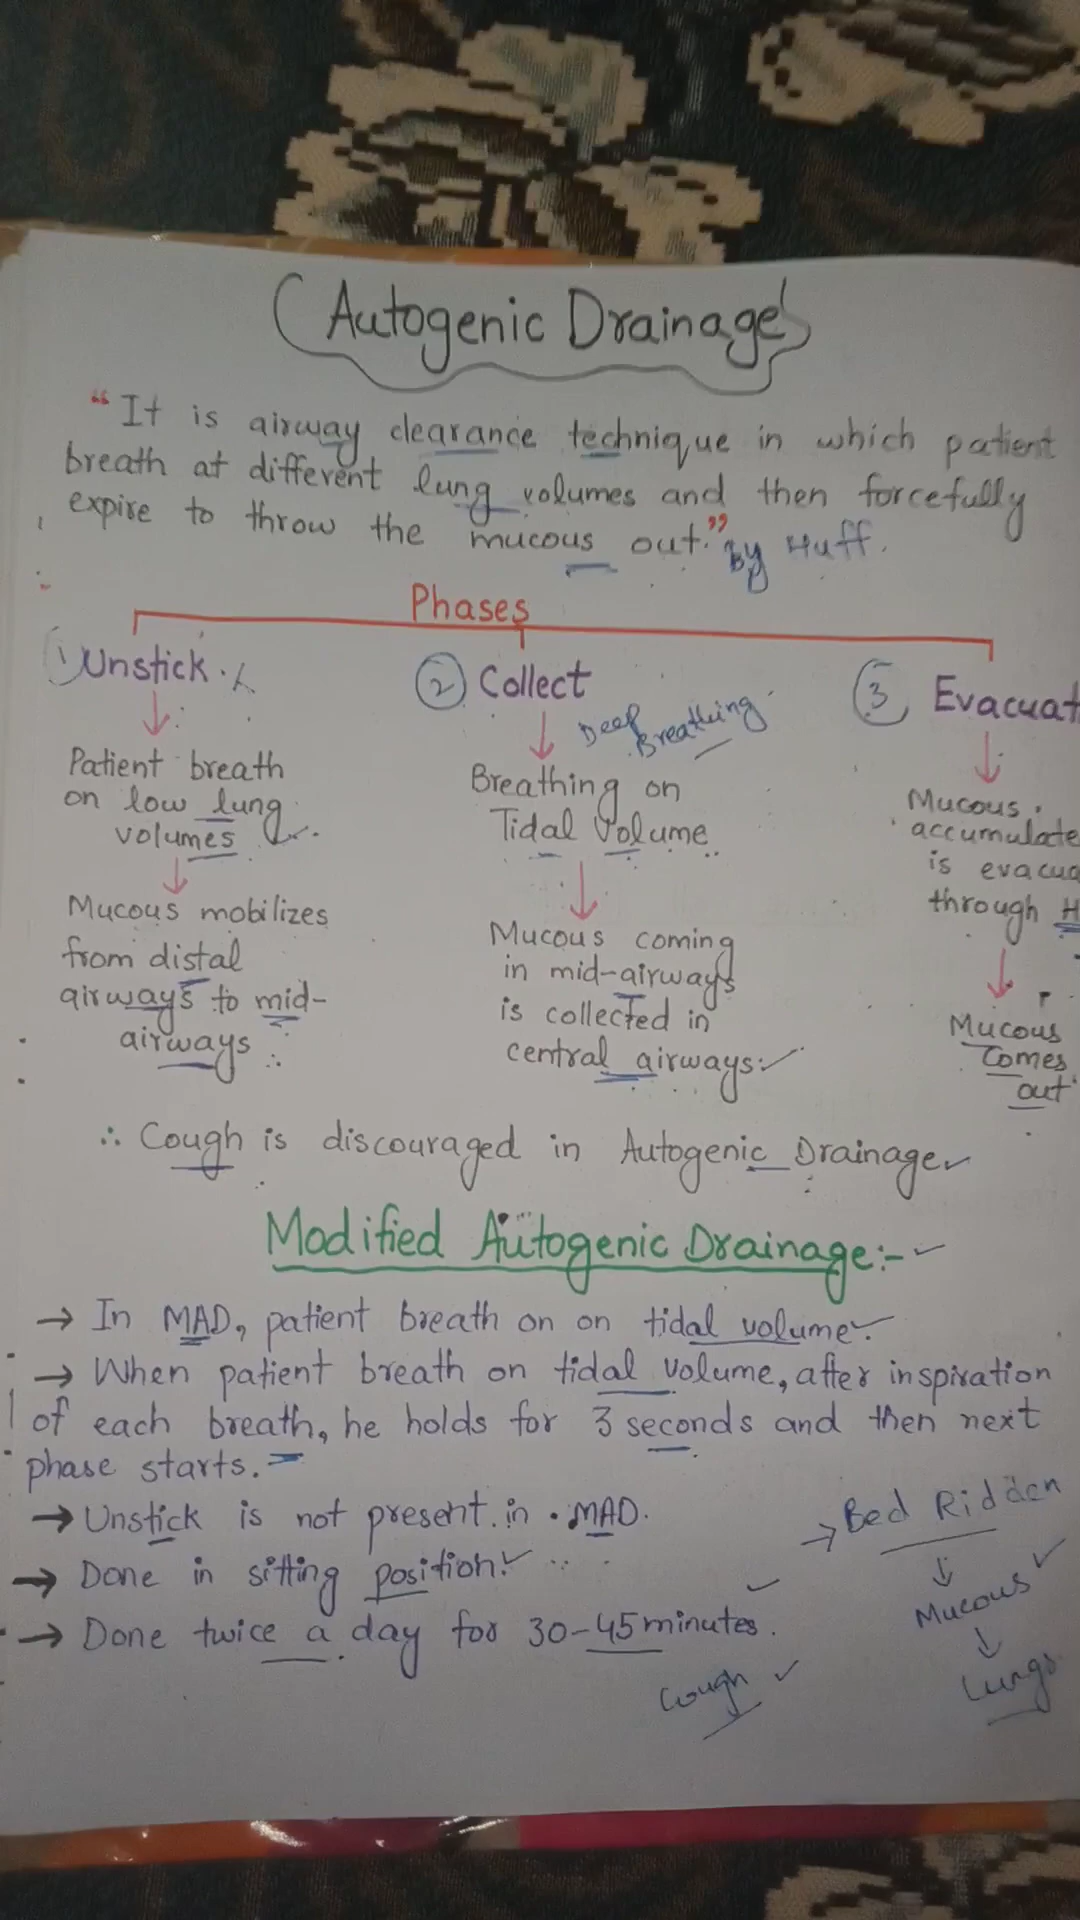 Autogenic Drainage
"It is airway clearance technique in which patient
breath at different lung volumes and then forcefully
expire to throw the mucous out." By Huff.
Phases
1 Unstick.
Patient breath
on low lung
volumes
Mucous mobilizes
from distal
airways to mid-
airways
2 Collect
Deep
Breathing
Breathing on
Tidal Volume
Mucous coming
in mid-airways
is collected in
central airways
3 Evacuat
Mucous
accumulate
is evacua
through H
Mucous
comes
out
∴ Cough is discouraged in Autogenic Drainage
Modified Autogenic Drainage:-
→ In MAD, patient breath on on tidal volume.
→ When patient breath on tidal volume, after inspiration
of each breath, he holds for 3 seconds and then next
phase starts.
→ Unstick is not present in MAD.
→ Done in sitting position.
→ Done twice a day for 30-45 minutes.
→ Bed Ridden
Mucous
Lungs
Cough